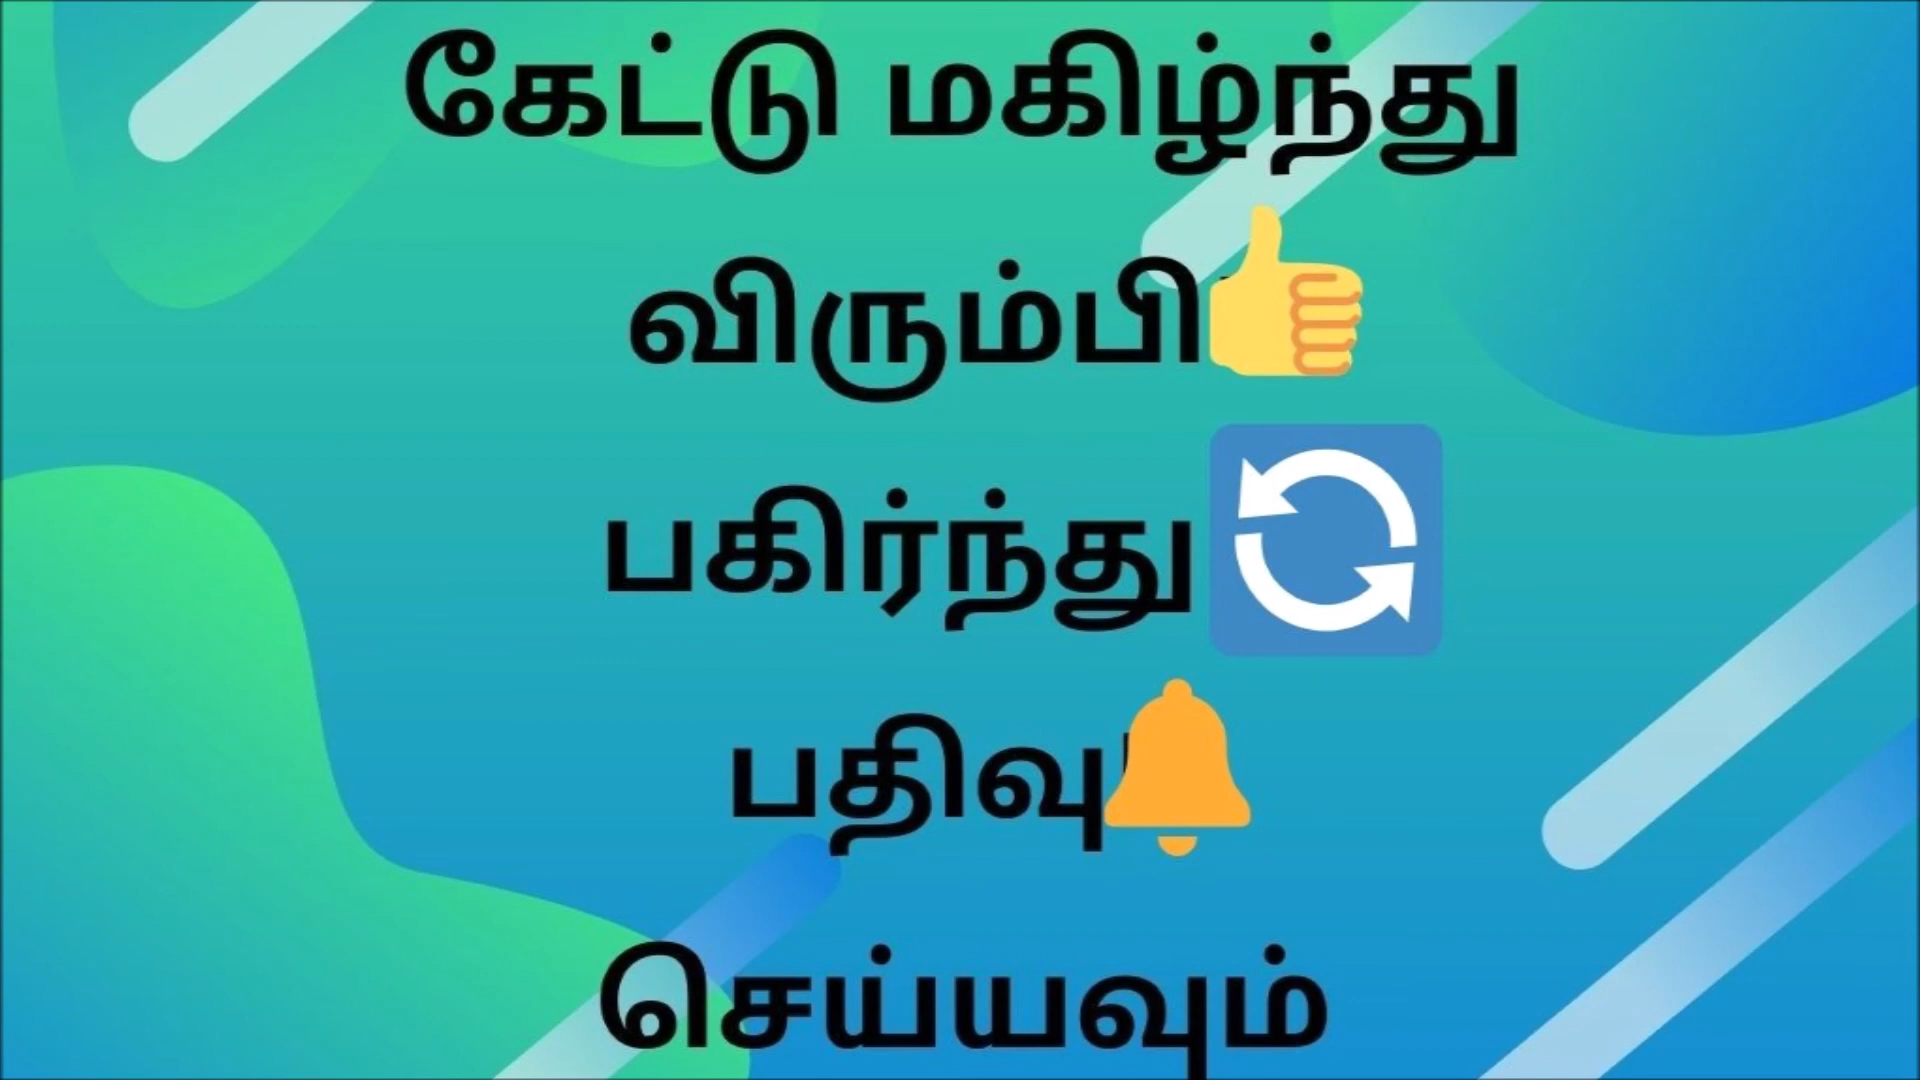 கேட்டு மகிழ்ந்து
விரும்பி
பகிர்ந்து
பதிவு
செய்யவும்